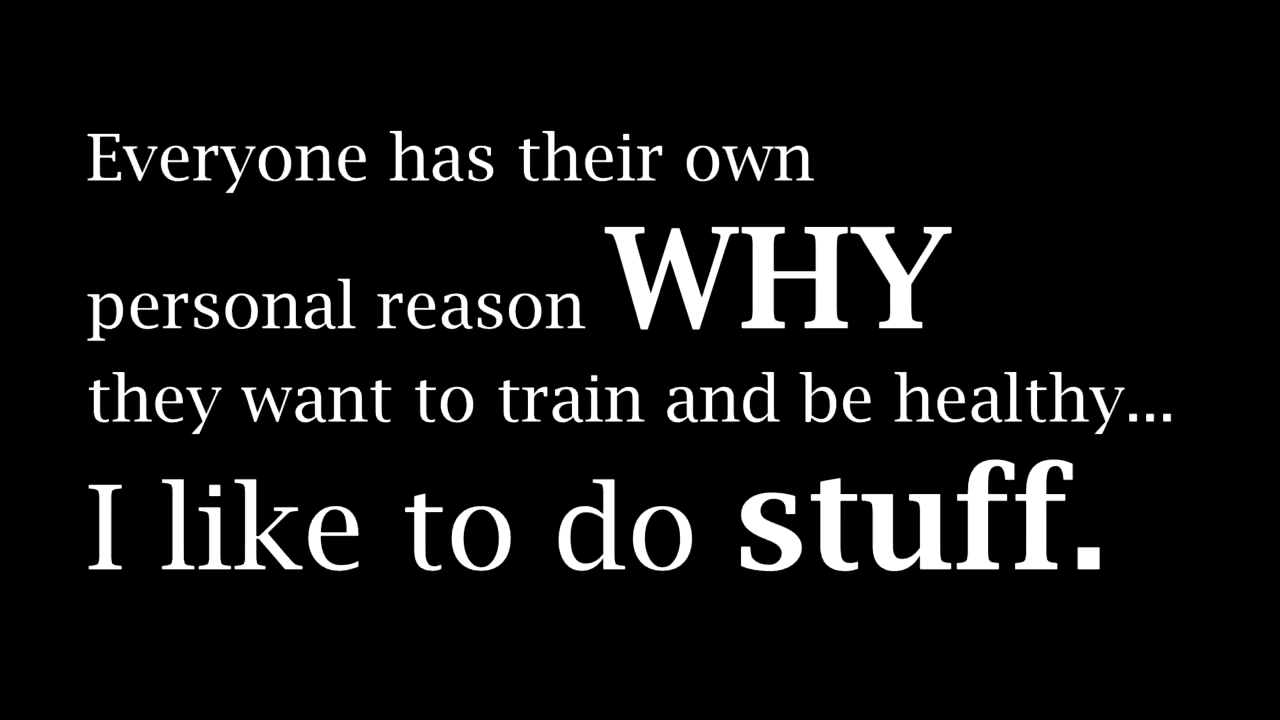 Everyone has their own
personal reason WHY
they want to train and be healthy...
I like to do stuff.